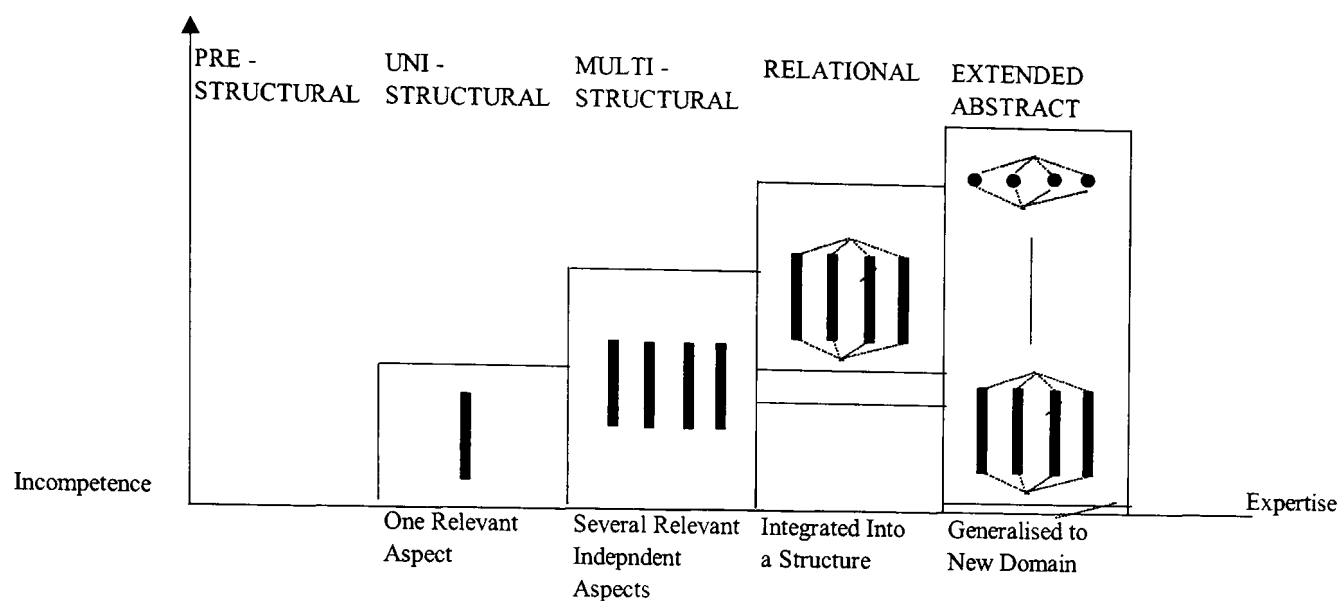 PRE -
STRUCTURAL
UNI -
STRUCTURAL
MULTI -
STRUCTURAL
RELATIONAL
EXTENDED
ABSTRACT
Incompetence
Expertise
One Relevant
Aspect
Several Relevant
Indepndent
Aspects
Integrated Into
a Structure
Generalised to
New Domain